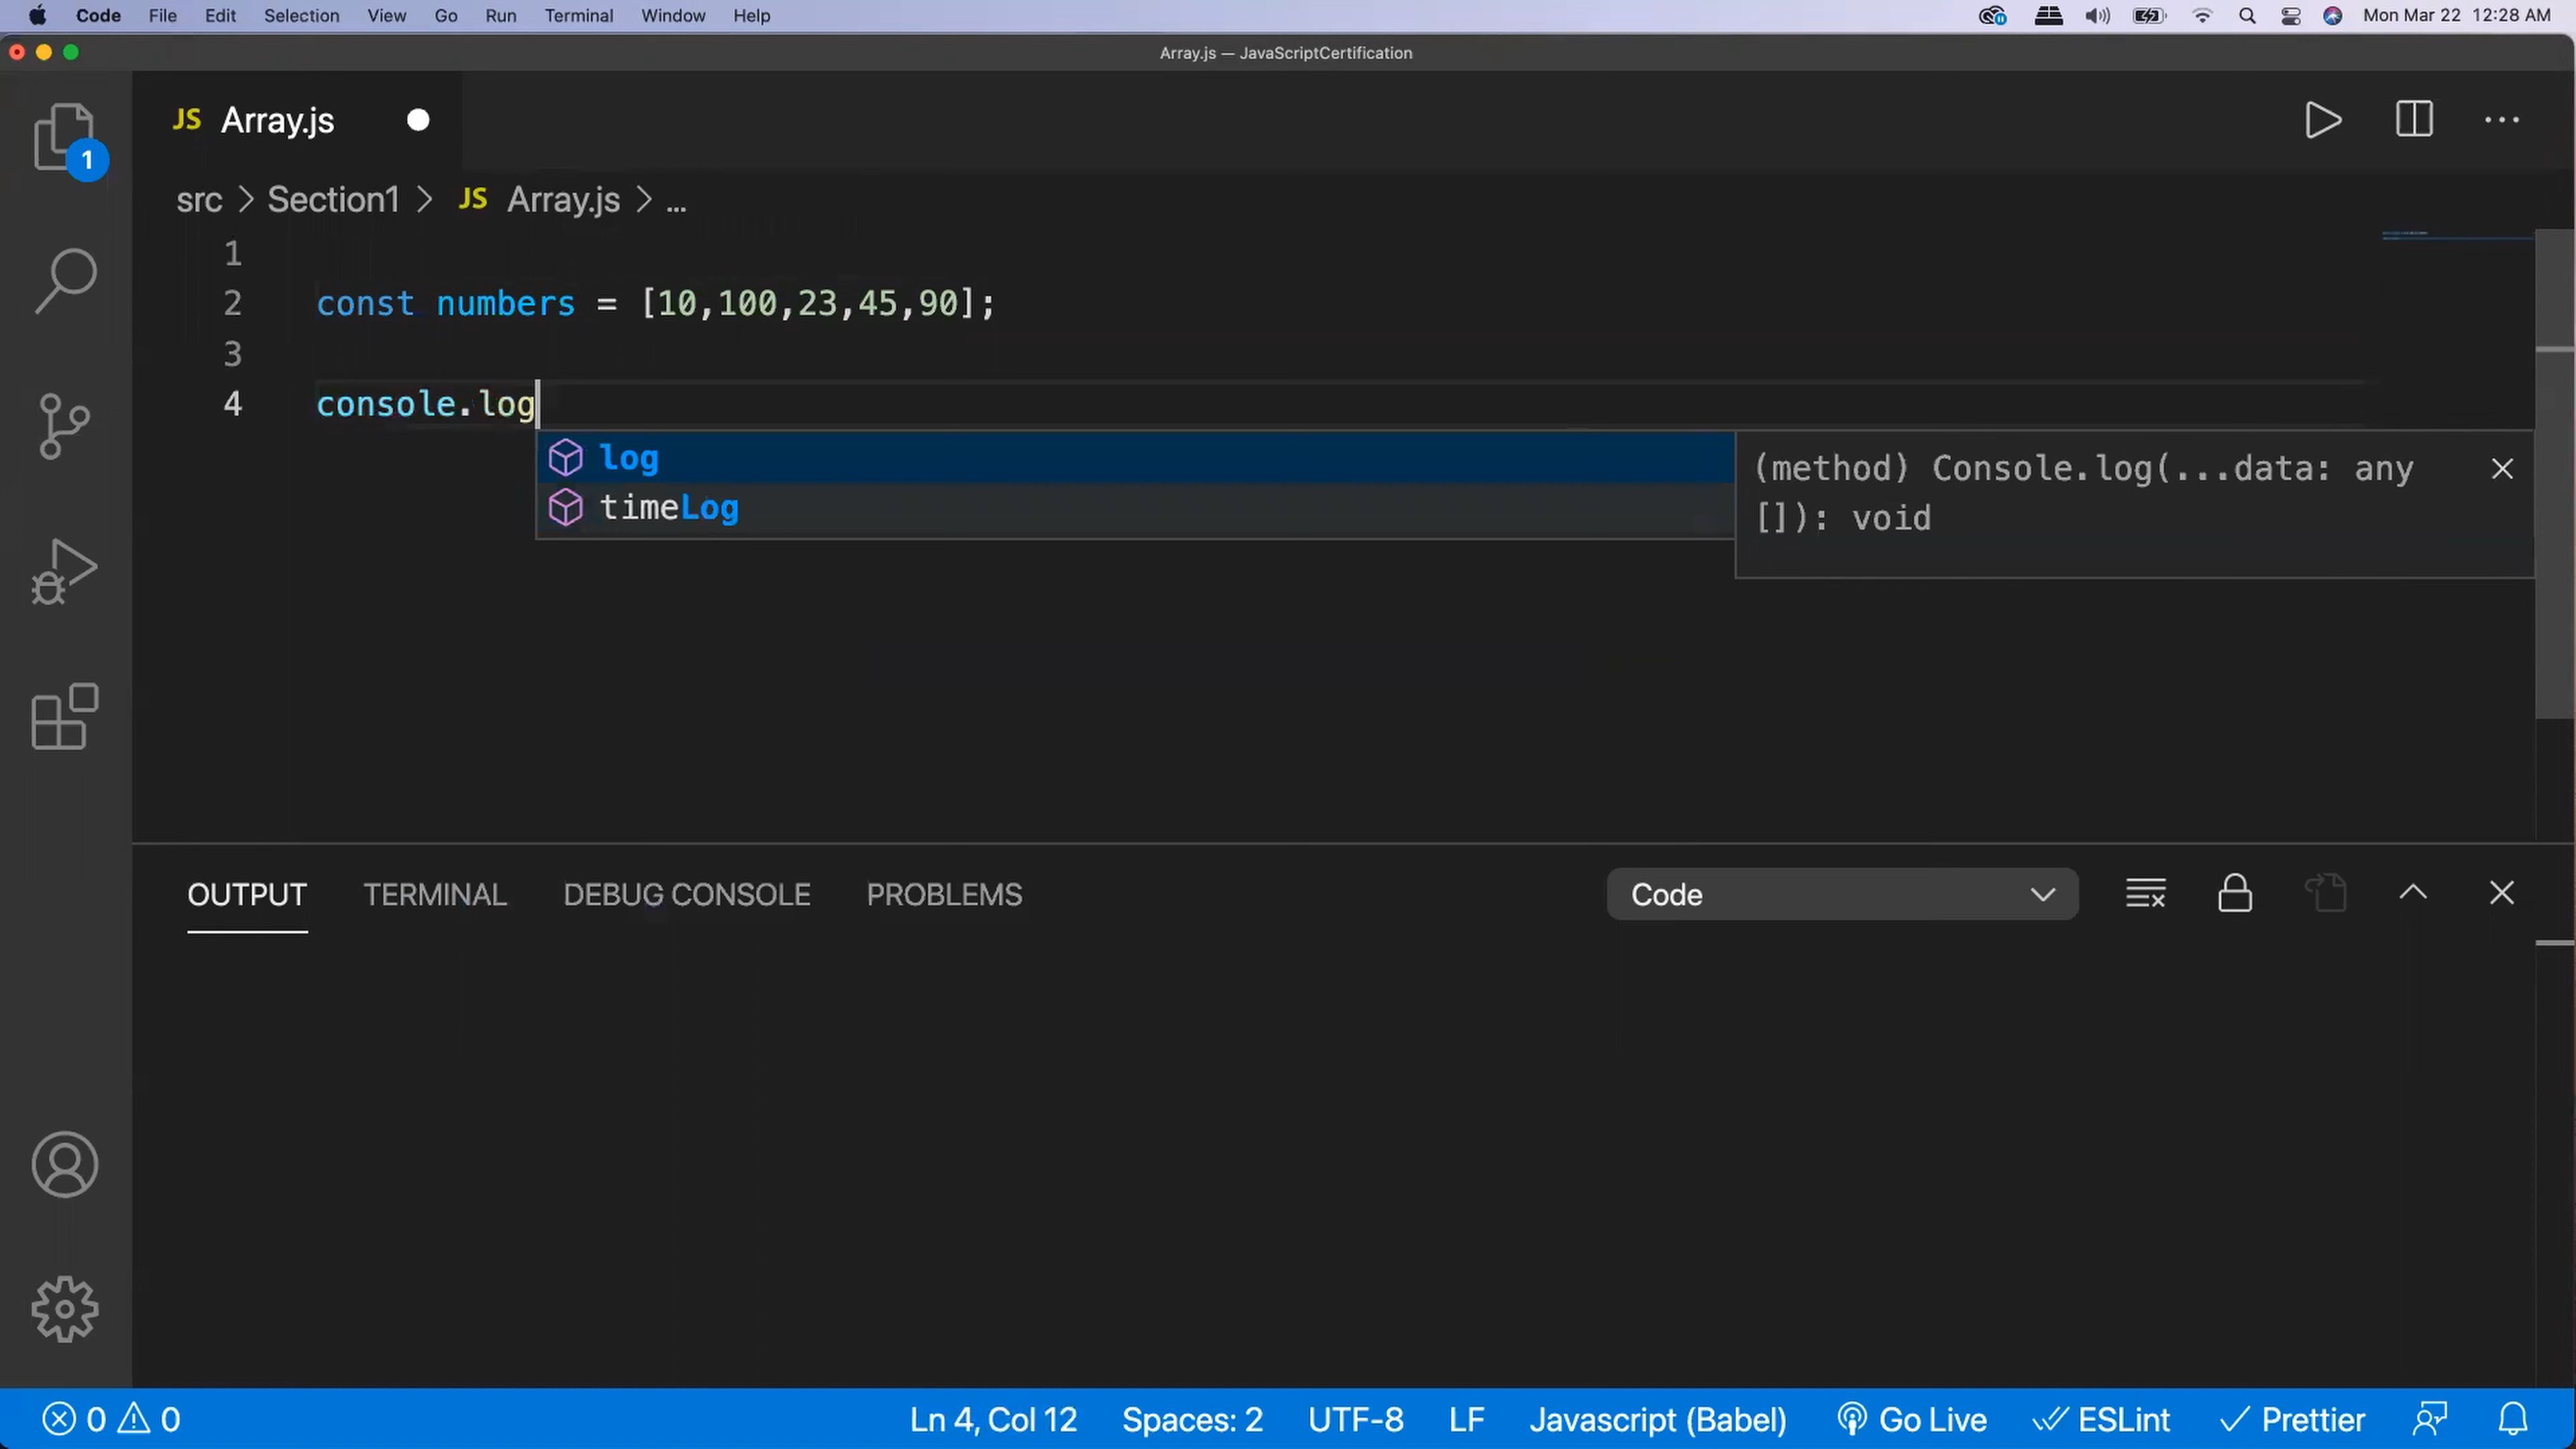 Code File Edit Selection View Go Run Terminal Window Help Mon Mar 22 12:28 AM
Array.js — JavaScriptCertification
JS Array.js
src > Section1 > JS Array.js > ...
1
1
2 const numbers = [10,100,23,45,90];
3
4 console.log
log
timeLog
(method) Console.log(...data: any
[]): void
OUTPUT TERMINAL DEBUG CONSOLE PROBLEMS Code
0 0 Ln 4, Col 12 Spaces: 2 UTF-8 LF Javascript (Babel) Go Live ESLint Prettier